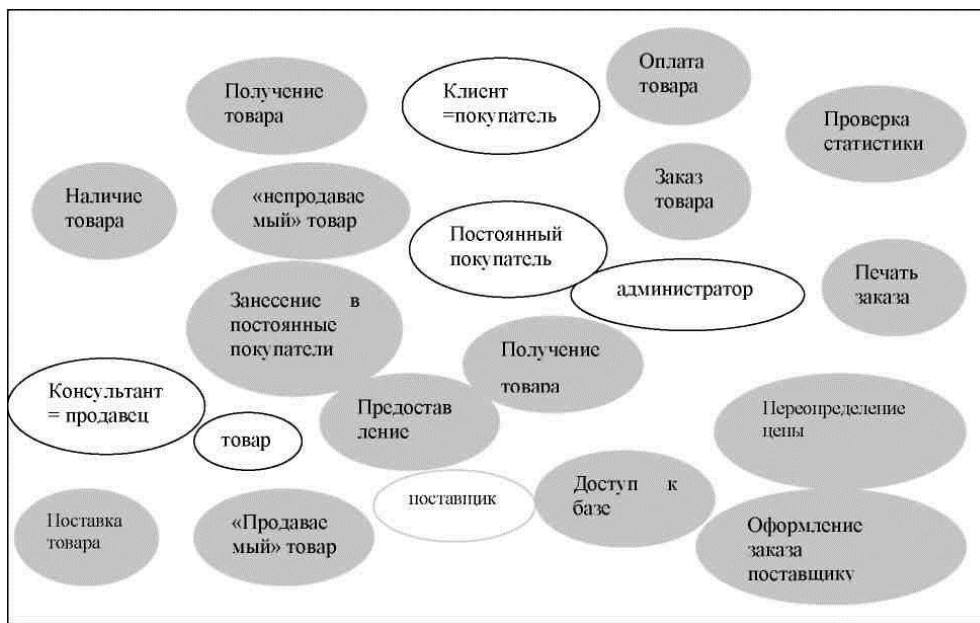 Получение
товара
Клиент
=покупатель
Оплата
товара
Проверка
статистики
Наличие
товара
«непродавае
мый» товар
Заказ
товара
Постоянный
покупатель
администратор
Печать
заказа
Занесение в
постоянные
покупатели
Получение
товара
Консультант
= продавец
товар
Предостав
ление
Переопределение
цены
поставщик
Доступ к
базе
Поставка
товара
«Продавае
мый» товар
Оформление
заказа
поставщику